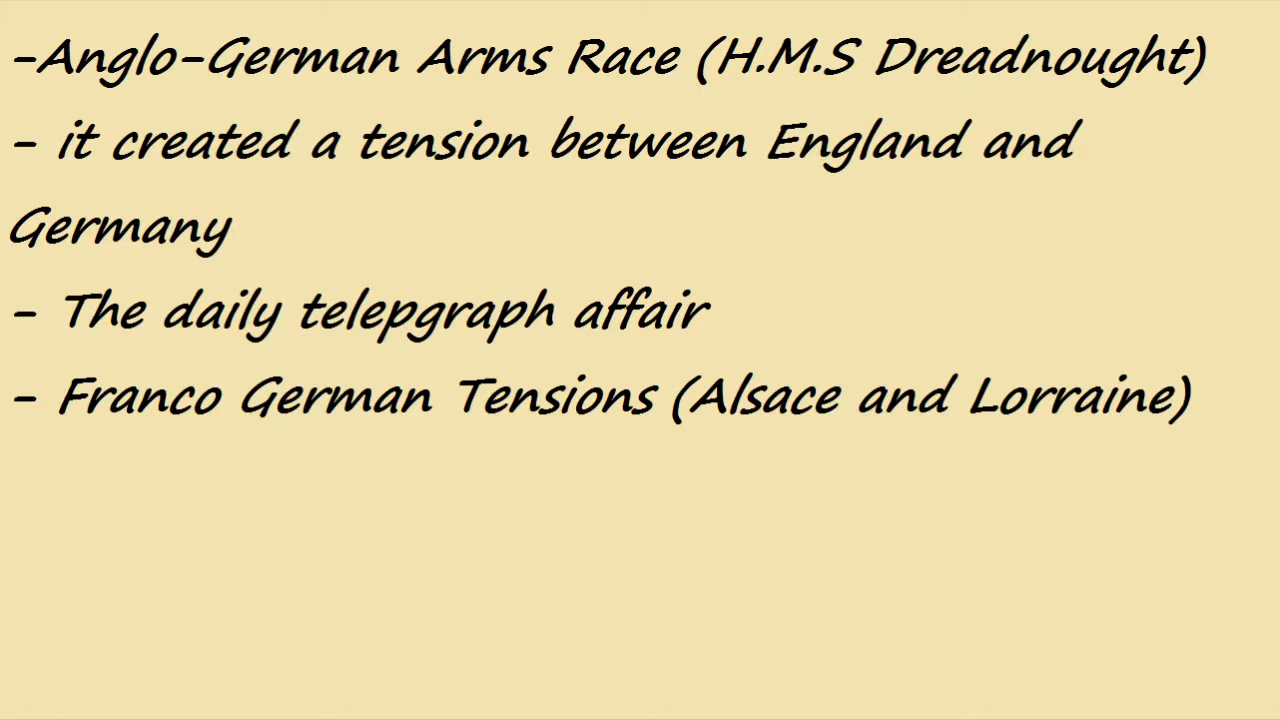 -Anglo-German Arms Race (H.M.S Dreadnought)
- it created a tension between England and
Germany
- The daily telepgraph affair
- Franco German Tensions (Alsace and Lorraine)